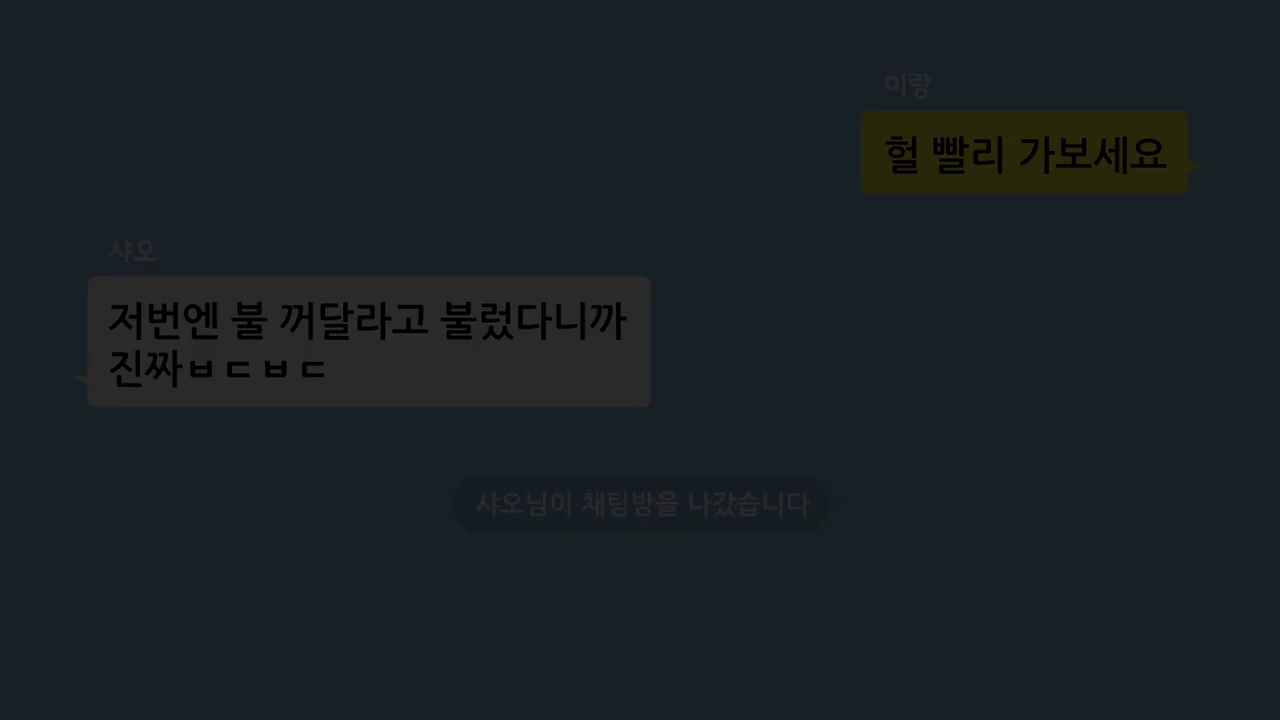 이랑
헐 빨리 가보세요
샤오
저번엔 불 꺼달라고 불렀다니까
진짜ㅂㄷㅂㄷ
샤오님이 채팅방을 나갔습니다